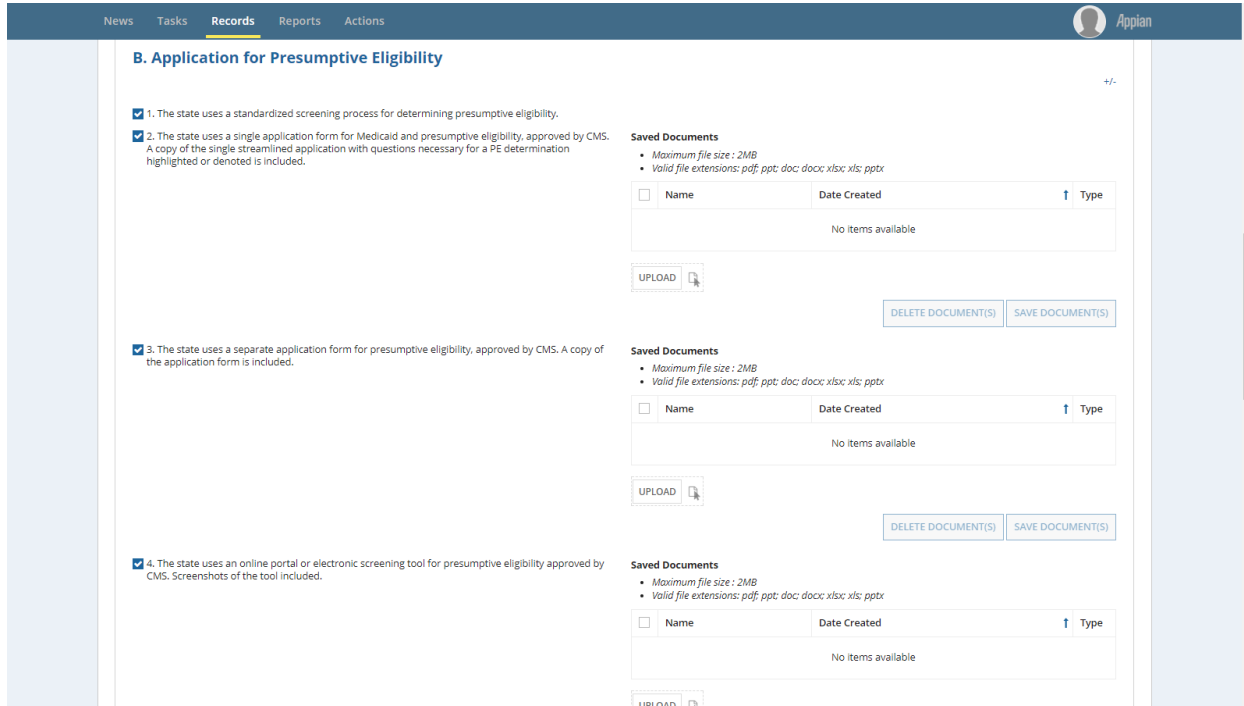 News Tasks Records Reports Actions Appian
B. Application for Presumptive Eligibility
+/-
1. The state uses a standardized screening process for determining presumptive eligibility.
2. The state uses a single application form for Medicaid and presumptive eligibility, approved by CMS.
A copy of the single streamlined application with questions necessary for a PE determination
highlighted or denoted is included.
Saved Documents
• Maximum file size : 2MB
• Valid file extensions: pdf; ppt; doc; docx; xlsx; xls; pptx
Name Date Created ↑ Type
No items available
UPLOAD
DELETE DOCUMENT(S) SAVE DOCUMENT(S)
3. The state uses a separate application form for presumptive eligibility, approved by CMS. A copy of
the application form is included.
Saved Documents
• Maximum file size : 2MB
• Valid file extensions: pdf; ppt; doc; docx; xlsx; xls; pptx
Name Date Created ↑ Type
No items available
UPLOAD
DELETE DOCUMENT(S) SAVE DOCUMENT(S)
4. The state uses an online portal or electronic screening tool for presumptive eligibility approved by
CMS. Screenshots of the tool included.
Saved Documents
• Maximum file size : 2MB
• Valid file extensions: pdf; ppt; doc; docx; xlsx; xls; pptx
Name Date Created ↑ Type
No items available
UPLOAD